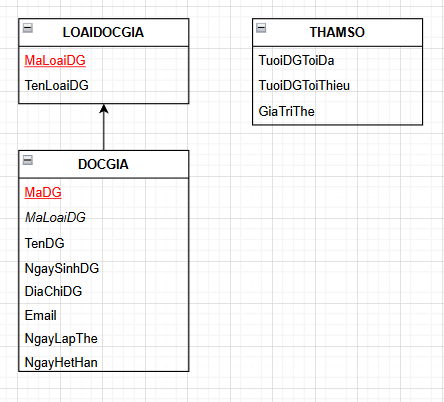 LOAIDOCGIA
MaLoaiDG
TenLoaiDG
THAMSO
TuoiDGToiDa
TuoiDGToiThieu
GiaTriThe
DOCGIA
MaDG
MaLoaiDG
TenDG
NgaySinhDG
DiaChiDG
Email
NgayLapThe
NgayHetHan